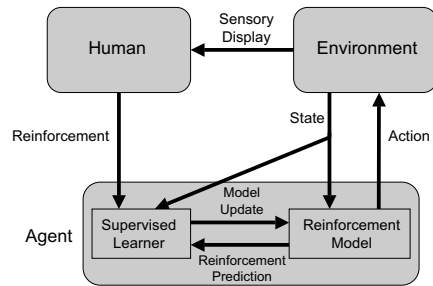 Sensory
Display
Human
Environment
Reinforcement
State
Action
Model
Update
Agent
Supervised
Learner
Reinforcement
Model
Reinforcement
Prediction